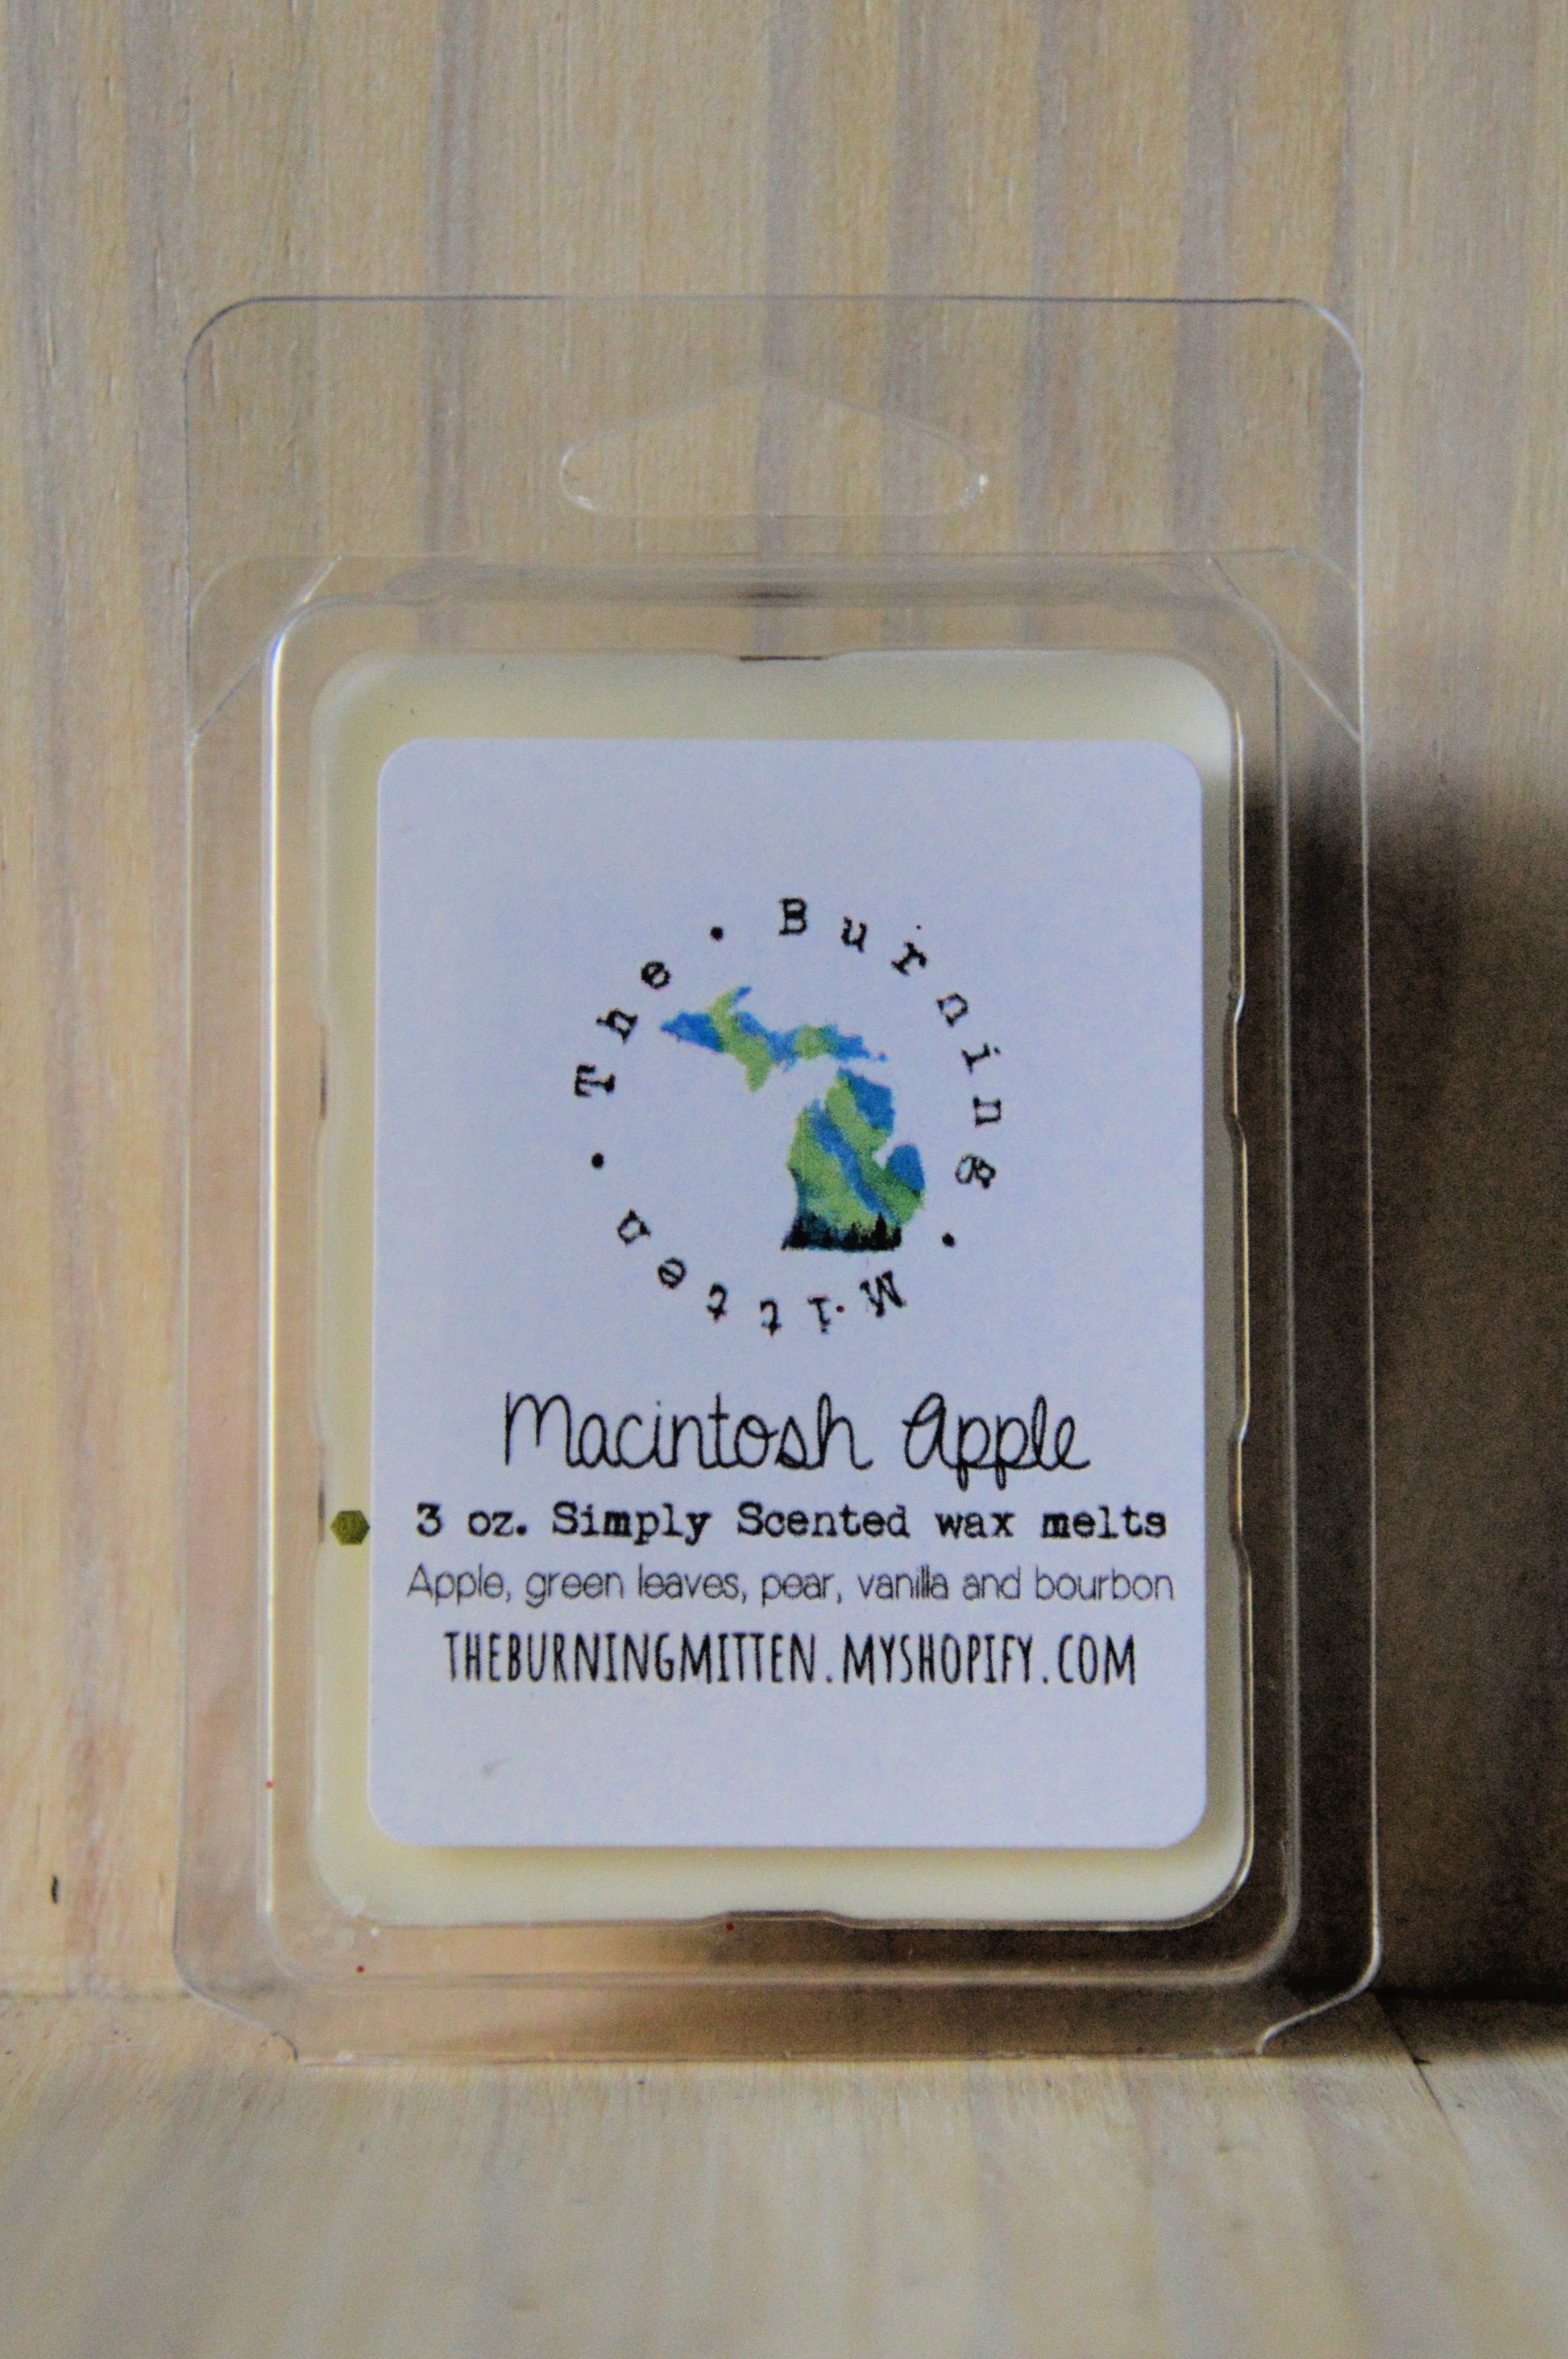 The • Burning • Mitten •
Macintosh Apple
3 oz. Simply Scented wax melts
Apple, green leaves, pear, vanilla and bourbon
THEBURNINGMITTEN.MYSHOPIFY.COM